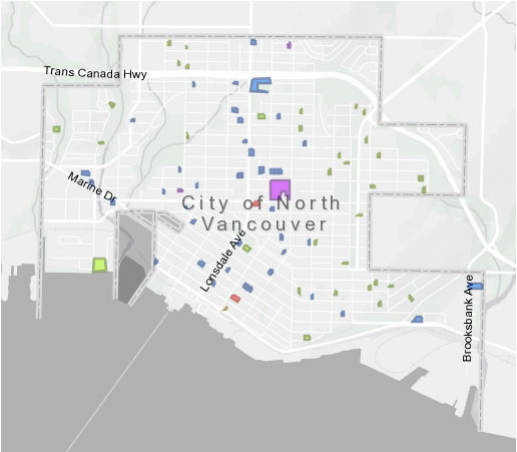 Trans Canada Hwy
Marine Dr
City of North
Vancouver
Lonsdale Ave
Brooksbank Ave